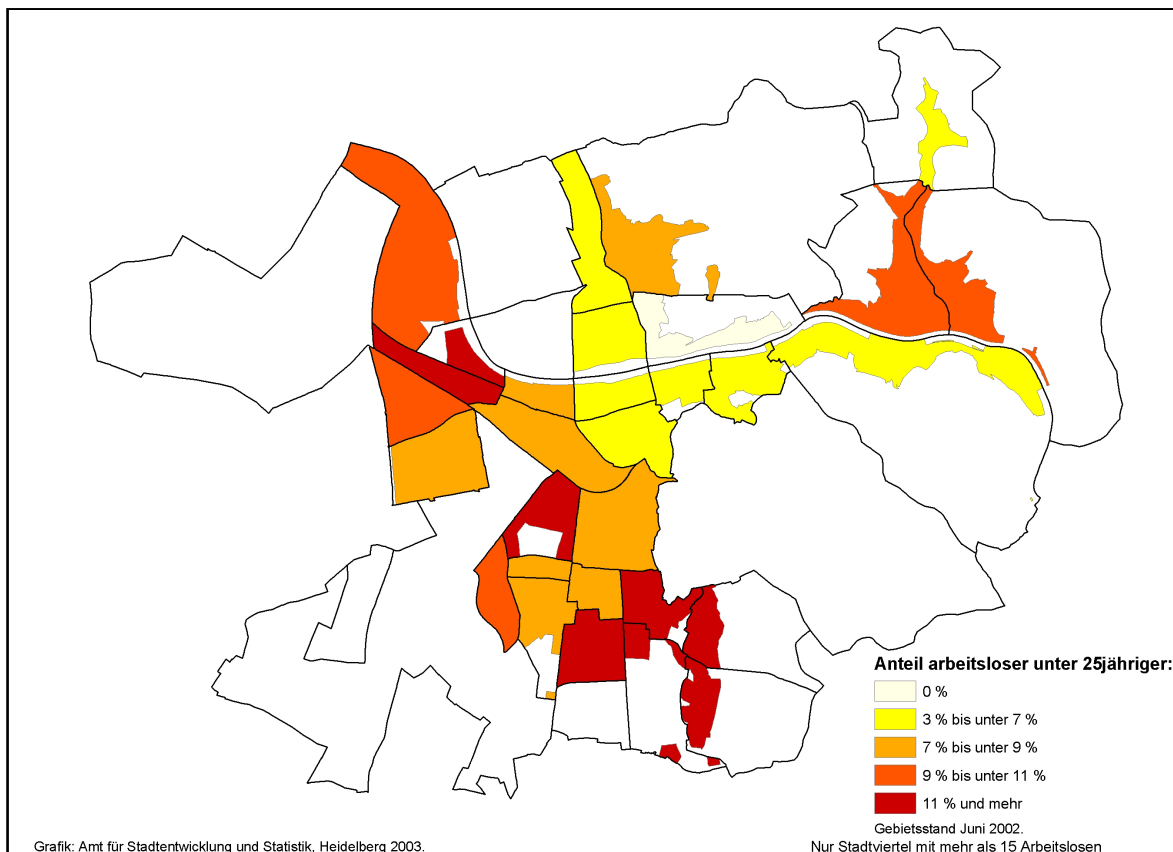 Anteil arbeitsloser unter 25jähriger:
0 %
3 % bis unter 7 %
7 % bis unter 9 %
9 % bis unter 11 %
11 % und mehr
Gebietsstand Juni 2002.
Grafik: Amt für Stadtentwicklung und Statistik, Heidelberg 2003.
Nur Stadtviertel mit mehr als 15 Arbeitslosen